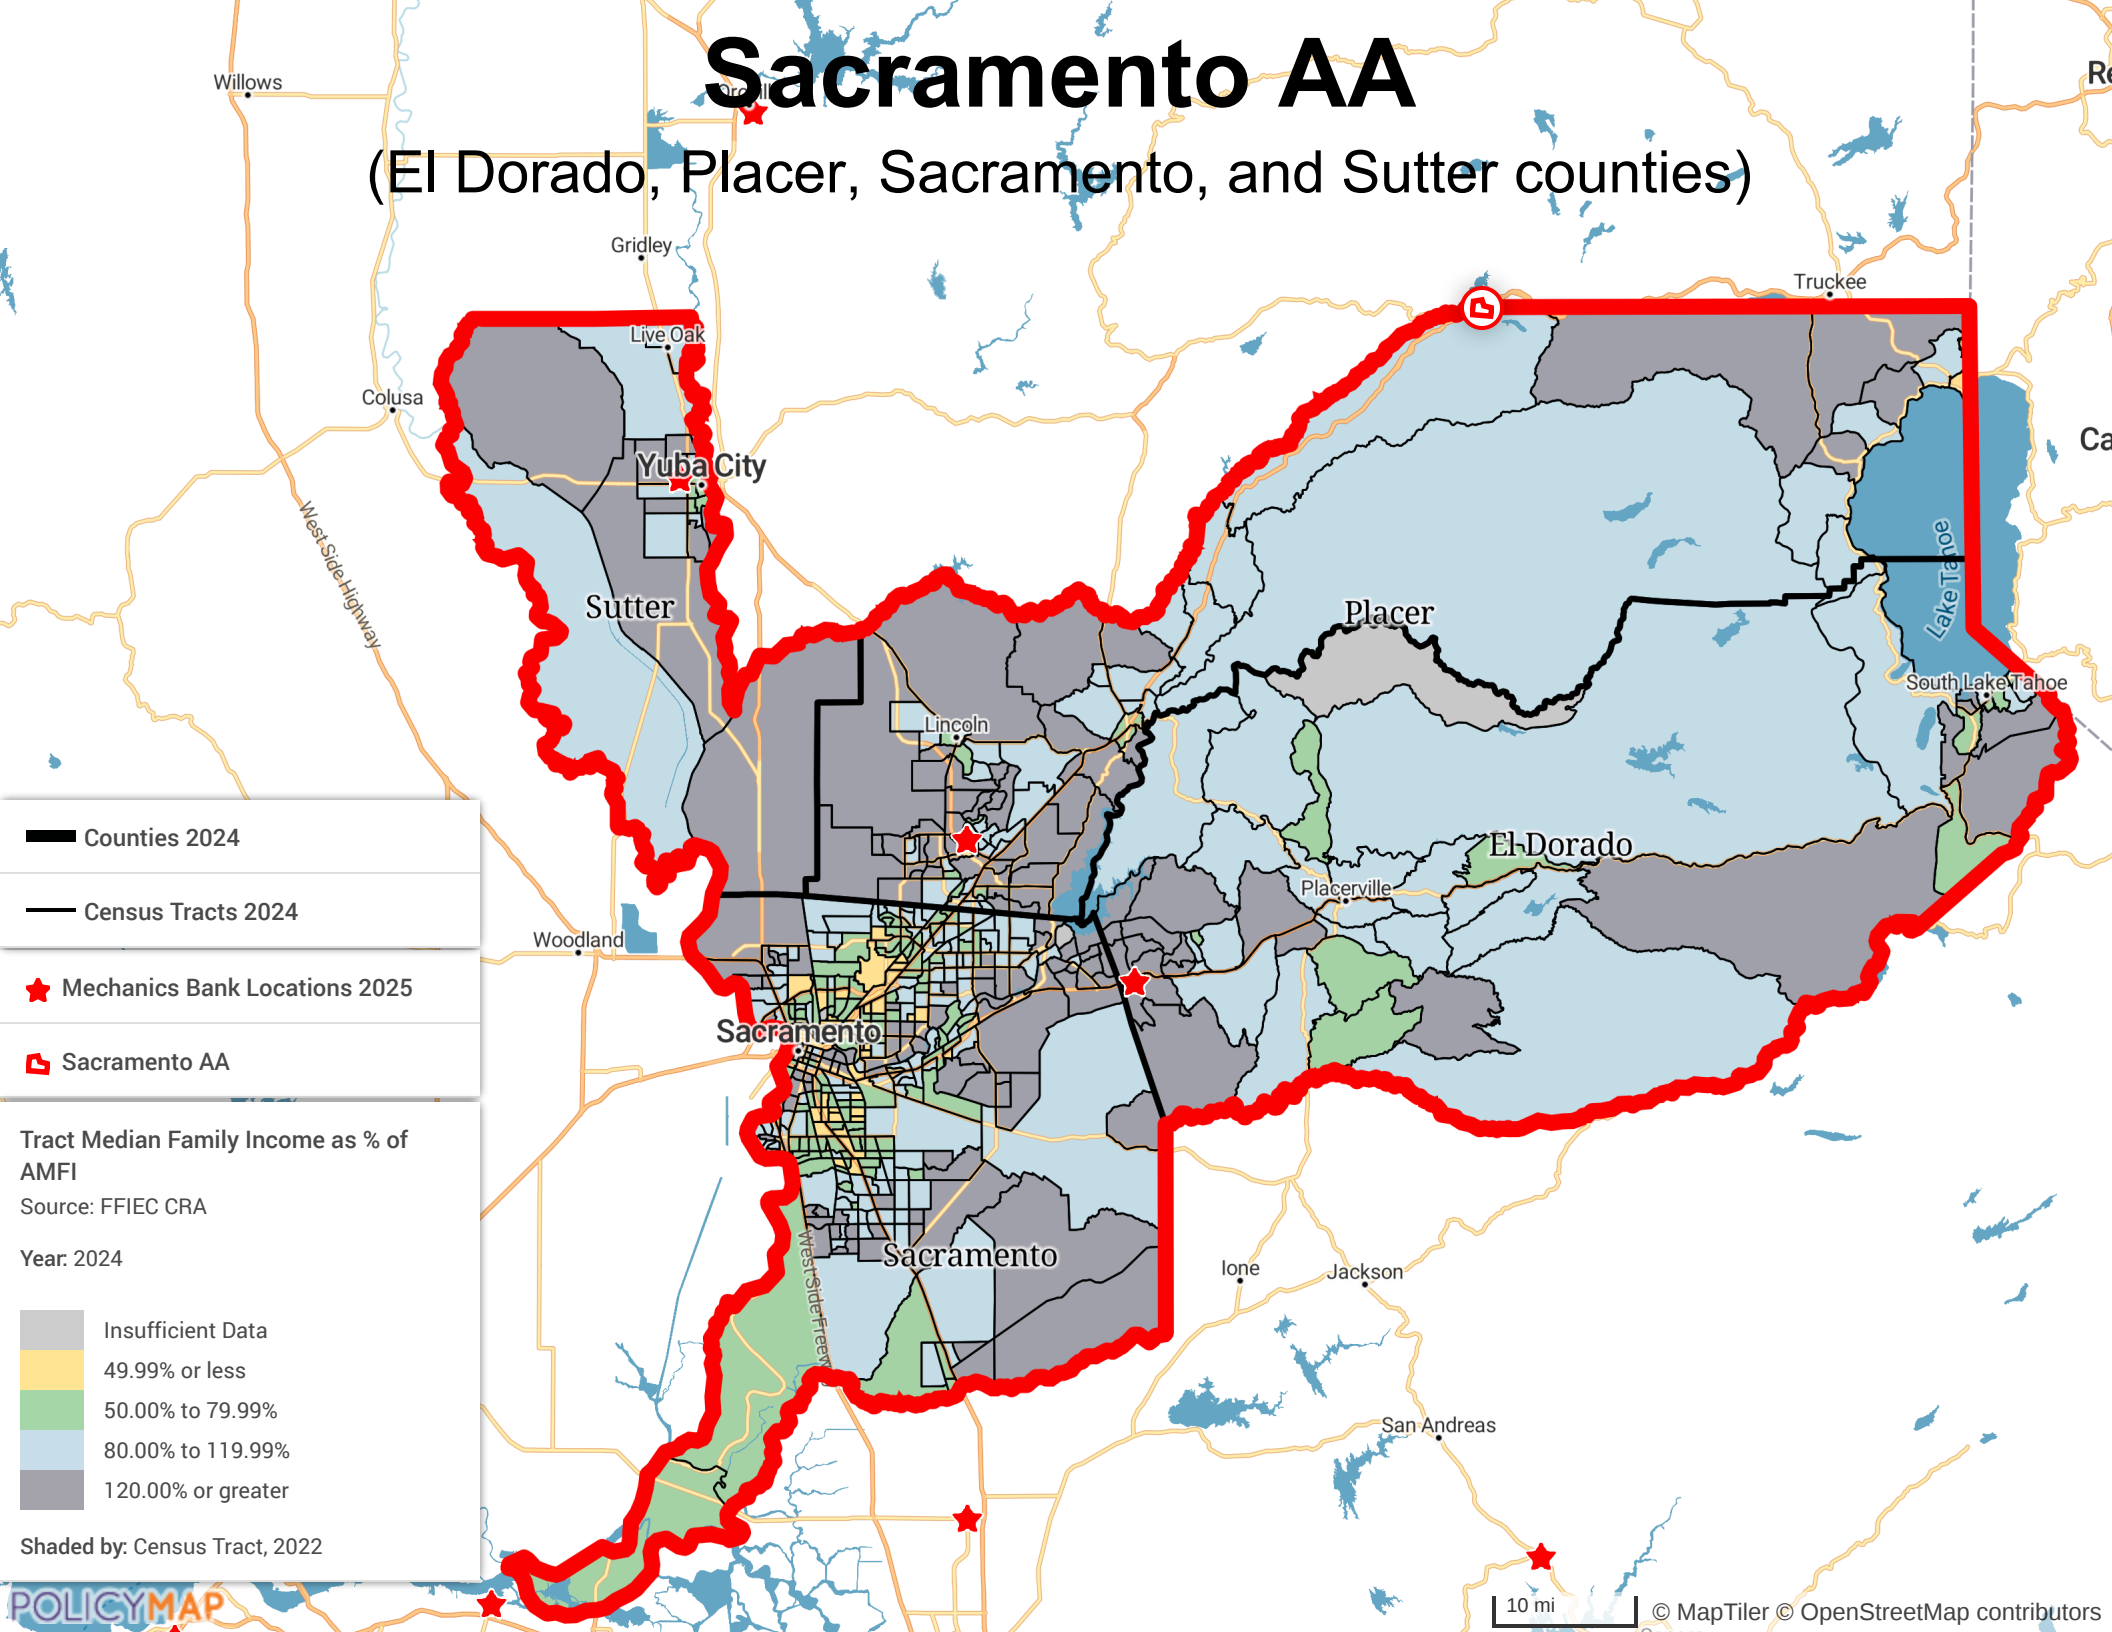 Sacramento AA
(El Dorado, Placer, Sacramento, and Sutter counties)
Willows
Gridley
Truckee
Live Oak
Colusa
Yuba City
West Side Highway
Sutter
Placer
Lake Tahoe
South Lake Tahoe
Lincoln
El Dorado
Placerville
Woodland
Sacramento
Sacramento
West Side Freew
Ione
Jackson
San Andreas
Counties 2024
Census Tracts 2024
Mechanics Bank Locations 2025
Sacramento AA
Tract Median Family Income as % of
AMFI
Source: FFIEC CRA
Year: 2024
Insufficient Data
49.99% or less
50.00% to 79.99%
80.00% to 119.99%
120.00% or greater
Shaded by: Census Tract, 2022
POLICYMAP
10 mi
© MapTiler © OpenStreetMap contributors